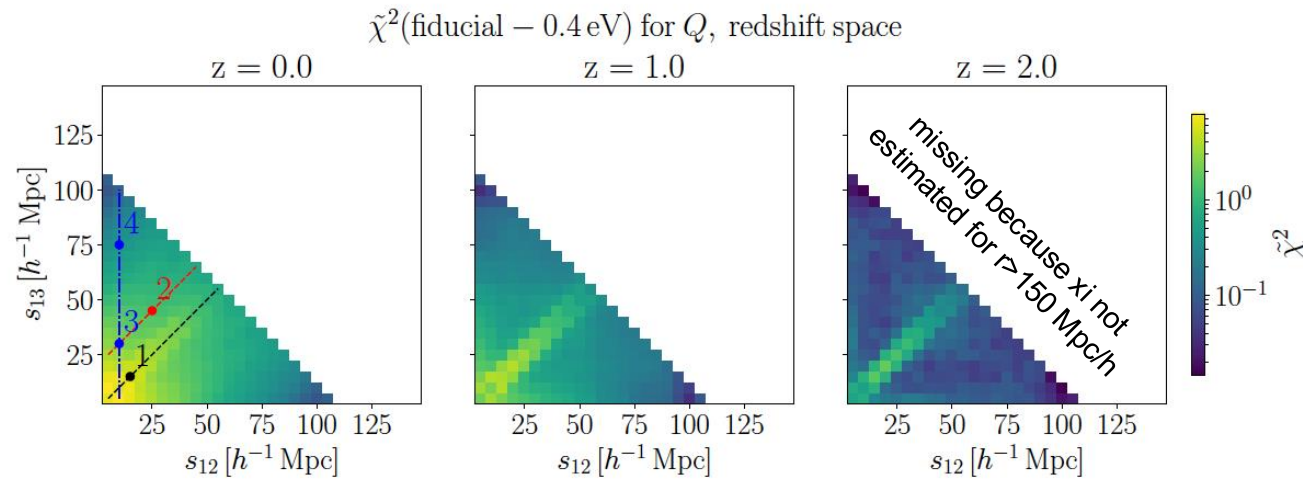 χ̃²(fiducial − 0.4 eV) for Q, redshift space
z = 0.0
z = 1.0
z = 2.0
125
100
75
50
25
s₁₃ [h⁻¹ Mpc]
4
2
3
1
missing because xi not
estimated for r>150 Mpc/h
10⁰
10⁻¹
χ̃²
25 50 75 100 125
25 50 75 100 125
25 50 75 100 125
s₁₂ [h⁻¹ Mpc]
s₁₂ [h⁻¹ Mpc]
s₁₂ [h⁻¹ Mpc]